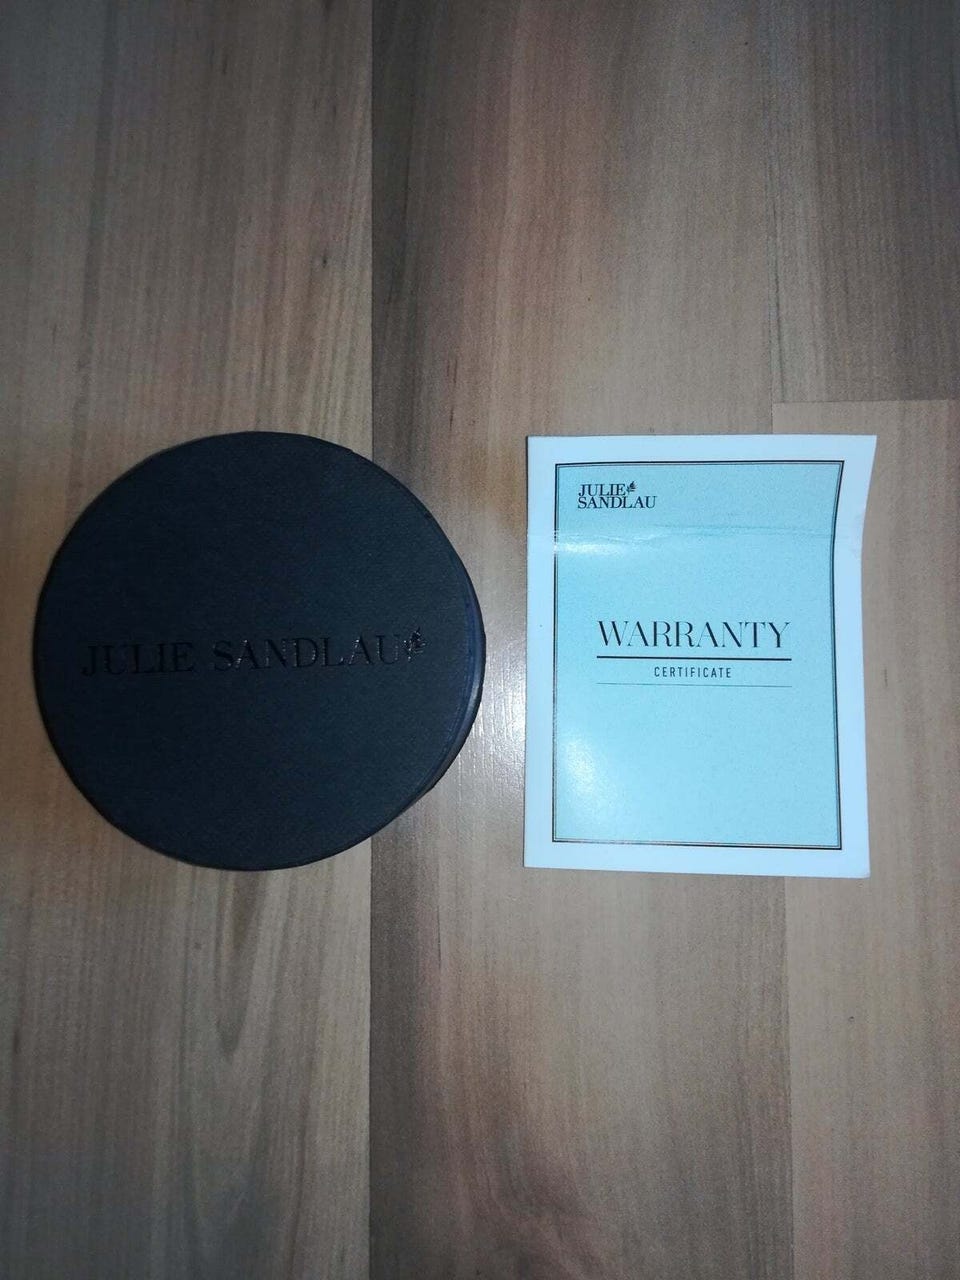 JULIE SANDLAU
JULIE
SANDLAU
WARRANTY
CERTIFICATE